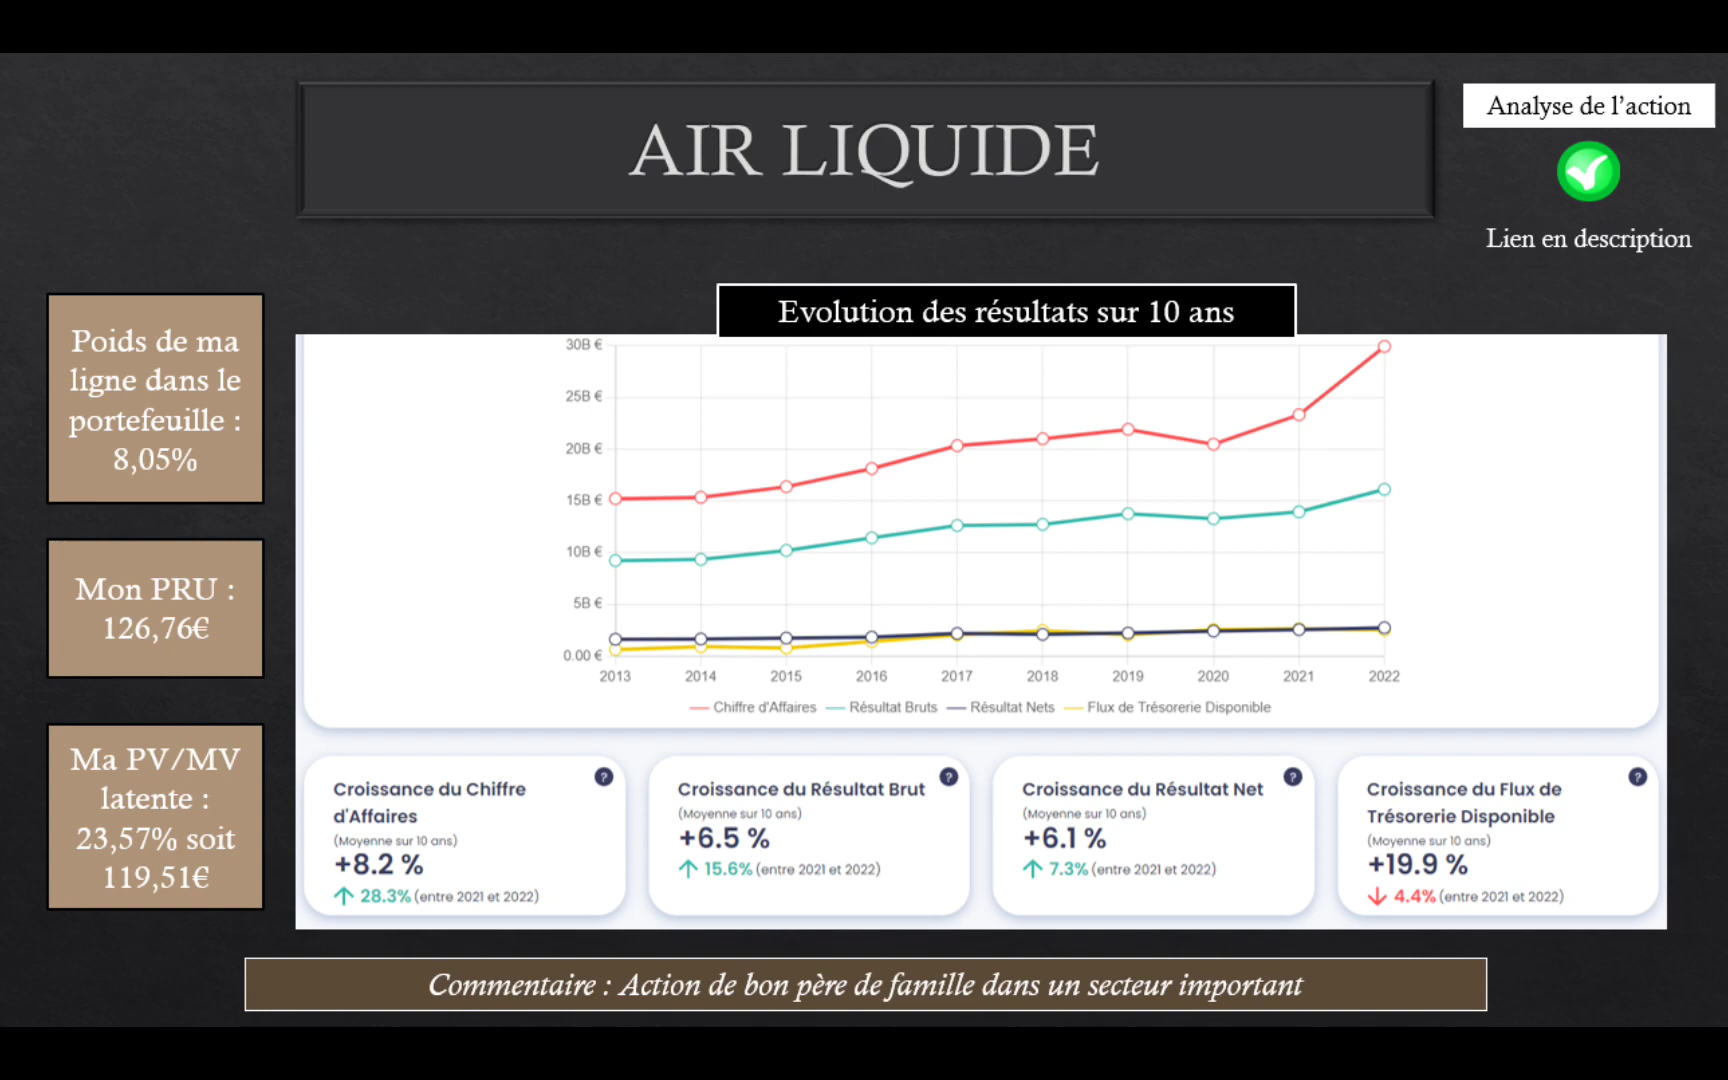 AIR LIQUIDE
Analyse de l'action
Lien en description
Poids de ma
ligne dans le
portefeuille :
8,05%
Mon PRU :
126,76€
Ma PV/MV
latente :
23,57% soit
119,51€
Evolution des résultats sur 10 ans
30B €
25B €
20B €
15B €
10B €
5B €
0.00 €
2013 2014 2015 2016 2017 2018 2019 2020 2021 2022
Chiffre d'Affaires Résultat Bruts Résultat Nets Flux de Trésorerie Disponible
Croissance du Chiffre
d'Affaires
(Moyenne sur 10 ans)
+8.2 %
28.3% (entre 2021 et 2022)
?
Croissance du Résultat Brut
(Moyenne sur 10 ans)
+6.5 %
15.6% (entre 2021 et 2022)
?
Croissance du Résultat Net
(Moyenne sur 10 ans)
+6.1 %
7.3% (entre 2021 et 2022)
?
Croissance du Flux de
Trésorerie Disponible
(Moyenne sur 10 ans)
+19.9 %
4.4% (entre 2021 et 2022)
?
Commentaire : Action de bon père de famille dans un secteur important